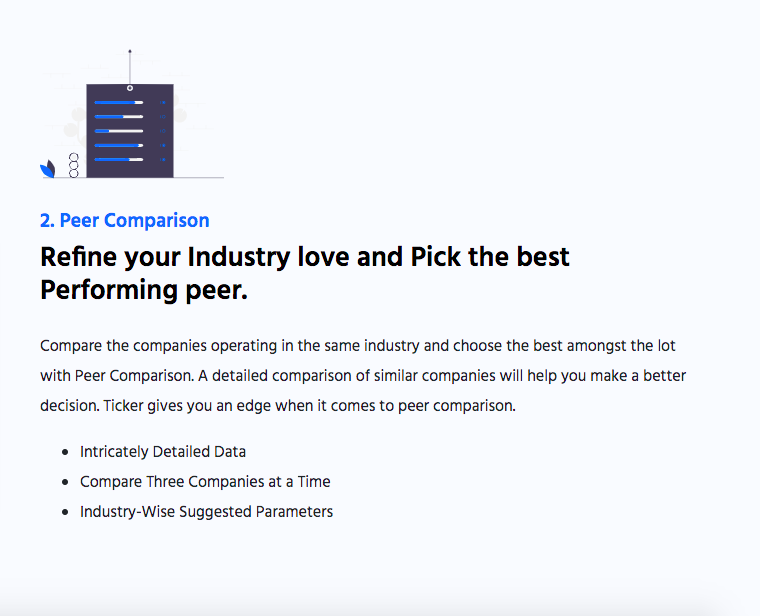 2. Peer Comparison
Refine your Industry love and Pick the best
Performing peer.
Compare the companies operating in the same industry and choose the best amongst the lot
with Peer Comparison. A detailed comparison of similar companies will help you make a better
decision. Ticker gives you an edge when it comes to peer comparison.
• Intricately Detailed Data
• Compare Three Companies at a Time
• Industry-Wise Suggested Parameters